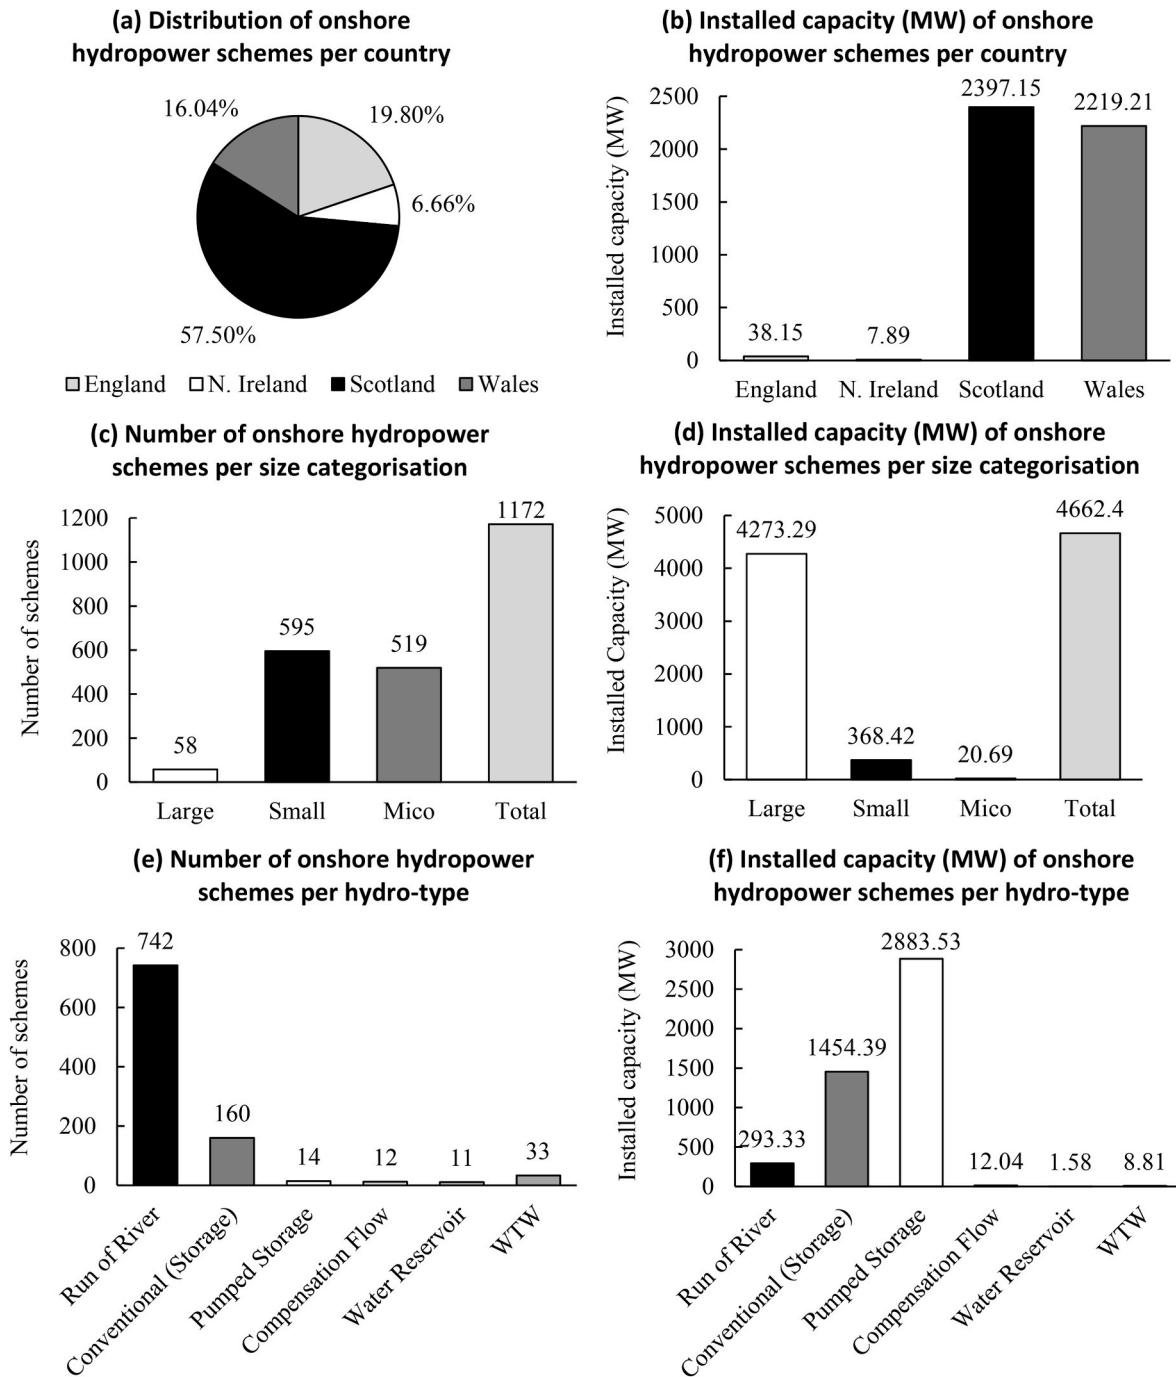 (a) Distribution of onshore
hydropower schemes per country
16.04%
19.80%
6.66%
57.50%
England N. Ireland Scotland Wales
(b) Installed capacity (MW) of onshore
hydropower schemes per country
Installed capacity (MW)
2500
2000
1500
1000
500
0
38.15
7.89
2397.15
2219.21
England N. Ireland Scotland Wales
(c) Number of onshore hydropower
schemes per size categorisation
Number of schemes
1200
1000
800
600
400
200
0
58
595
519
1172
Large Small Mico Total
(d) Installed capacity (MW) of onshore
hydropower schemes per size categorisation
Installed Capacity (MW)
5000
4000
3000
2000
1000
0
4273.29
368.42
20.69
4662.4
Large Small Mico Total
(e) Number of onshore hydropower
schemes per hydro-type
Number of schemes
800
600
400
200
0
742
160
14
12
11
33
Run of River
Conventional (Storage)
Pumped Storage
Compensation Flow
Water Reservoir
WTW
(f) Installed capacity (MW) of onshore
hydropower schemes per hydro-type
Installed capacity (MW)
3000
2500
2000
1500
1000
500
0
293.33
1454.39
2883.53
12.04
1.58
8.81
Run of River
Conventional (Storage)
Pumped Storage
Compensation Flow
Water Reservoir
WTW